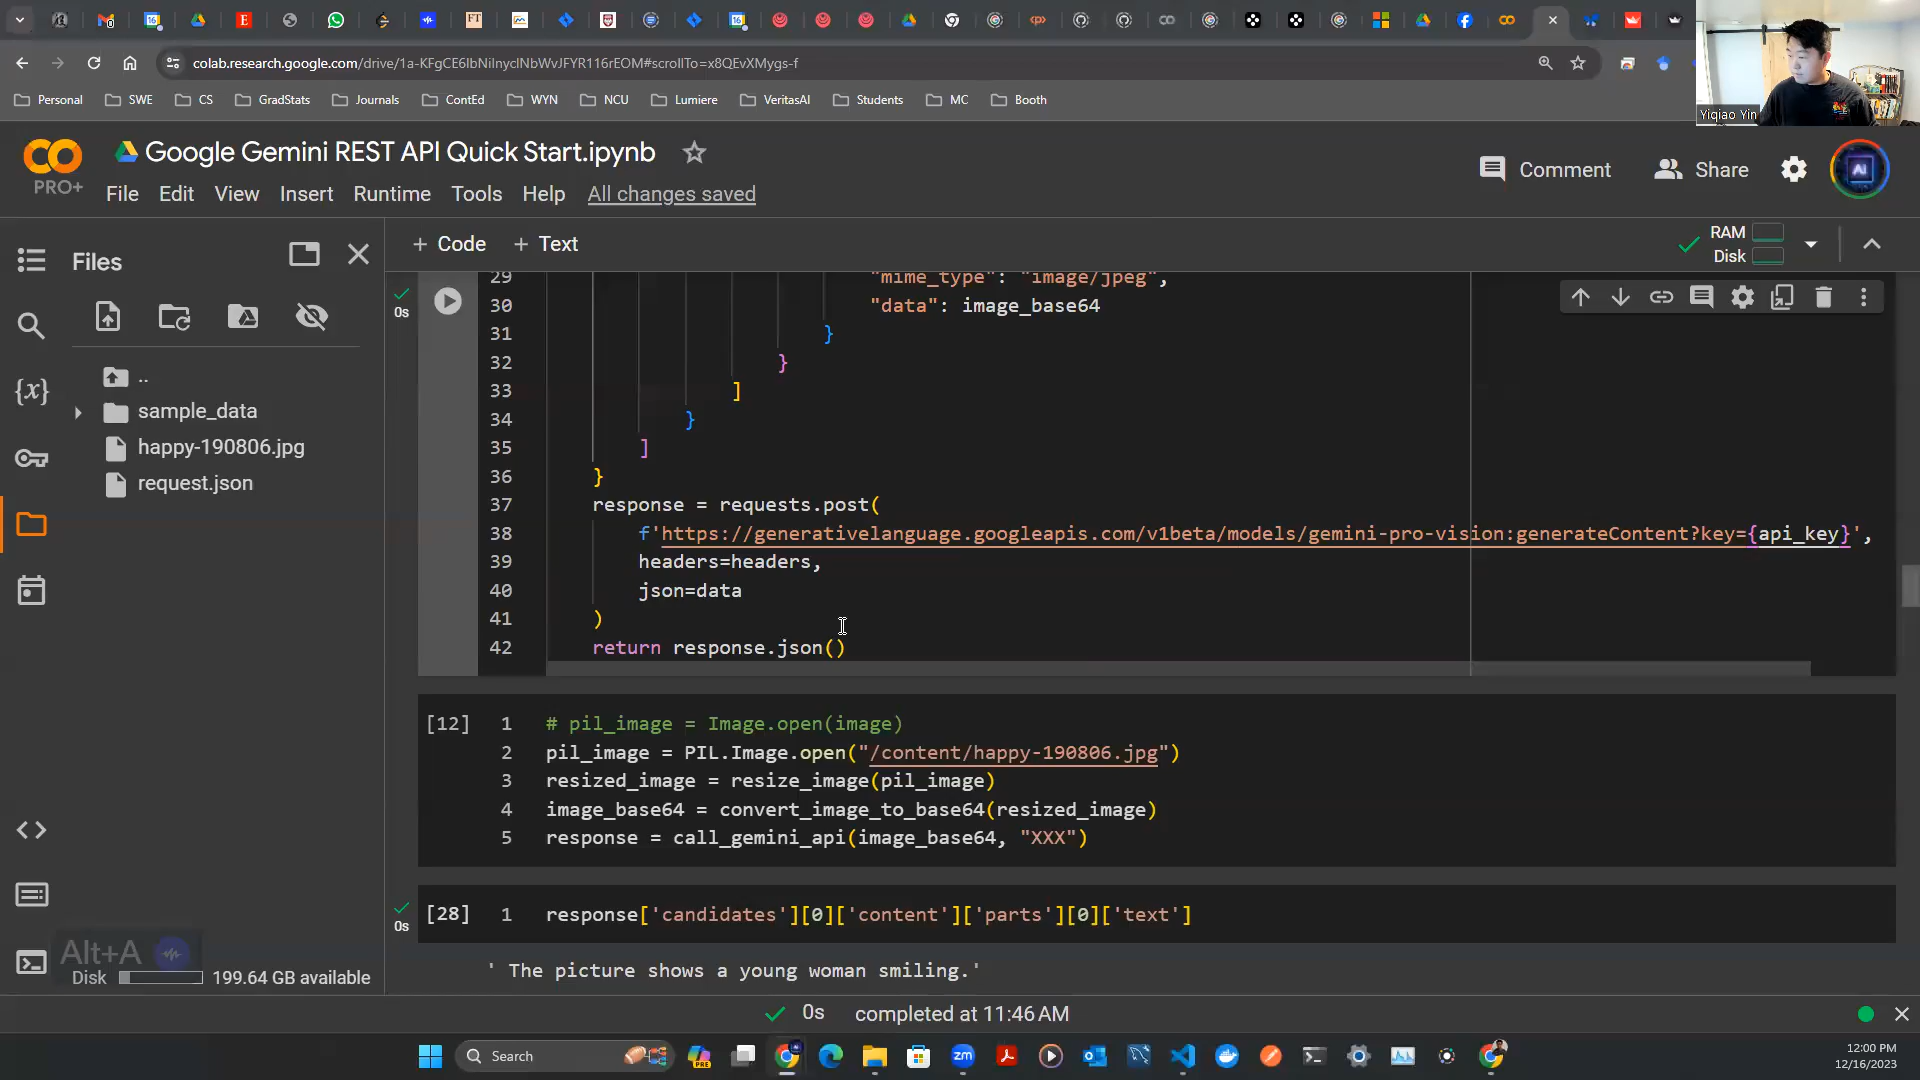 colab.research.google.com/drive/1a-KFgCE6lbNiInyclNbWvJFYR116rEOM#scrollTo=x8QEvXMygs-f
Personal SWE CS GradStats Journals ContEd WYN NCU Lumiere VeritasAI Students MC Booth
Yiqiao Yin
CO PRO+
Google Gemini REST API Quick Start.ipynb
File Edit View Insert Runtime Tools Help All changes saved
Comment Share
AI
Files
+ Code + Text
RAM
Disk
..
sample_data
happy-190806.jpg
request.json
0s
29 "mime_type": "image/jpeg",
30 "data": image_base64
31 }
32 }
33 ]
34 }
35 ]
36 }
37 response = requests.post(
38 f'https://generativelanguage.googleapis.com/v1beta/models/gemini-pro-vision:generateContent?key={api_key}',
39 headers=headers,
40 json=data
41 )
42 return response.json()
[12] 1 # pil_image = Image.open(image)
2 pil_image = PIL.Image.open("/content/happy-190806.jpg")
3 resized_image = resize_image(pil_image)
4 image_base64 = convert_image_to_base64(resized_image)
5 response = call_gemini_api(image_base64, "XXX")
[28] 1 response['candidates'][0]['content']['parts'][0]['text']
0s
' The picture shows a young woman smiling.'
Alt+A
Disk 199.64 GB available
0s completed at 11:46 AM
Search
12:00 PM
12/16/2023